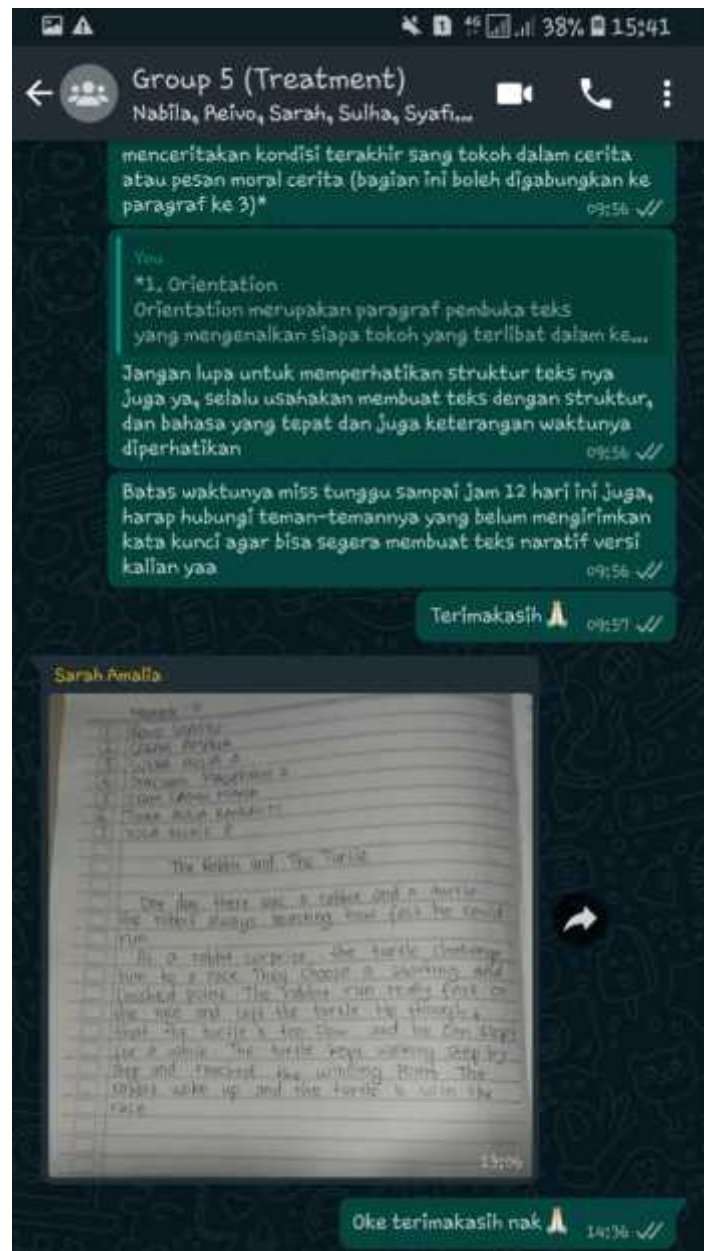 4G 38% 15:41
Group 5 (Treatment)
Nabila, Reivo, Sarah, Sulha, Syafi...
menceritakan kondisi terakhir sang tokoh dalam cerita
atau pesan moral cerita (bagian ini boleh digabungkan ke
paragraf ke 3)*
09:56
You
*1. Orientation
Orientation merupakan paragraf pembuka teks
yang mengenalkan siapa tokoh yang terlibat dalam ke...
Jangan lupa untuk memperhatikan struktur teks nya
juga ya, selalu usahakan membuat teks dengan struktur,
dan bahasa yang tepat dan juga keterangan waktunya
diperhatikan
09:56
Batas waktunya miss tunggu sampai jam 12 hari ini juga,
harap hubungi teman-temannya yang belum mengirimkan
kata kunci agar bisa segera membuat teks naratif versi
kalian yaa
09:56
Terimakasih 🙏🏻 09:57
Sarah Amalia
The Rabbit and The Turtle
One day there was a rabbit and a turtle
the rabbit always how fast he could
run
As a rabbit surprise, the turtle challenge
him to a race. They choose a and
finished point. The rabbit run really fast on
the race and left the turtle. He thought
that the turtle is too slow and he can sleep
for a while. The turtle keeps step by
step and reached the point. The
rabbit wake up and the turtle is the
race
13:06
Oke terimakasih nak 🙏🏻 14:36